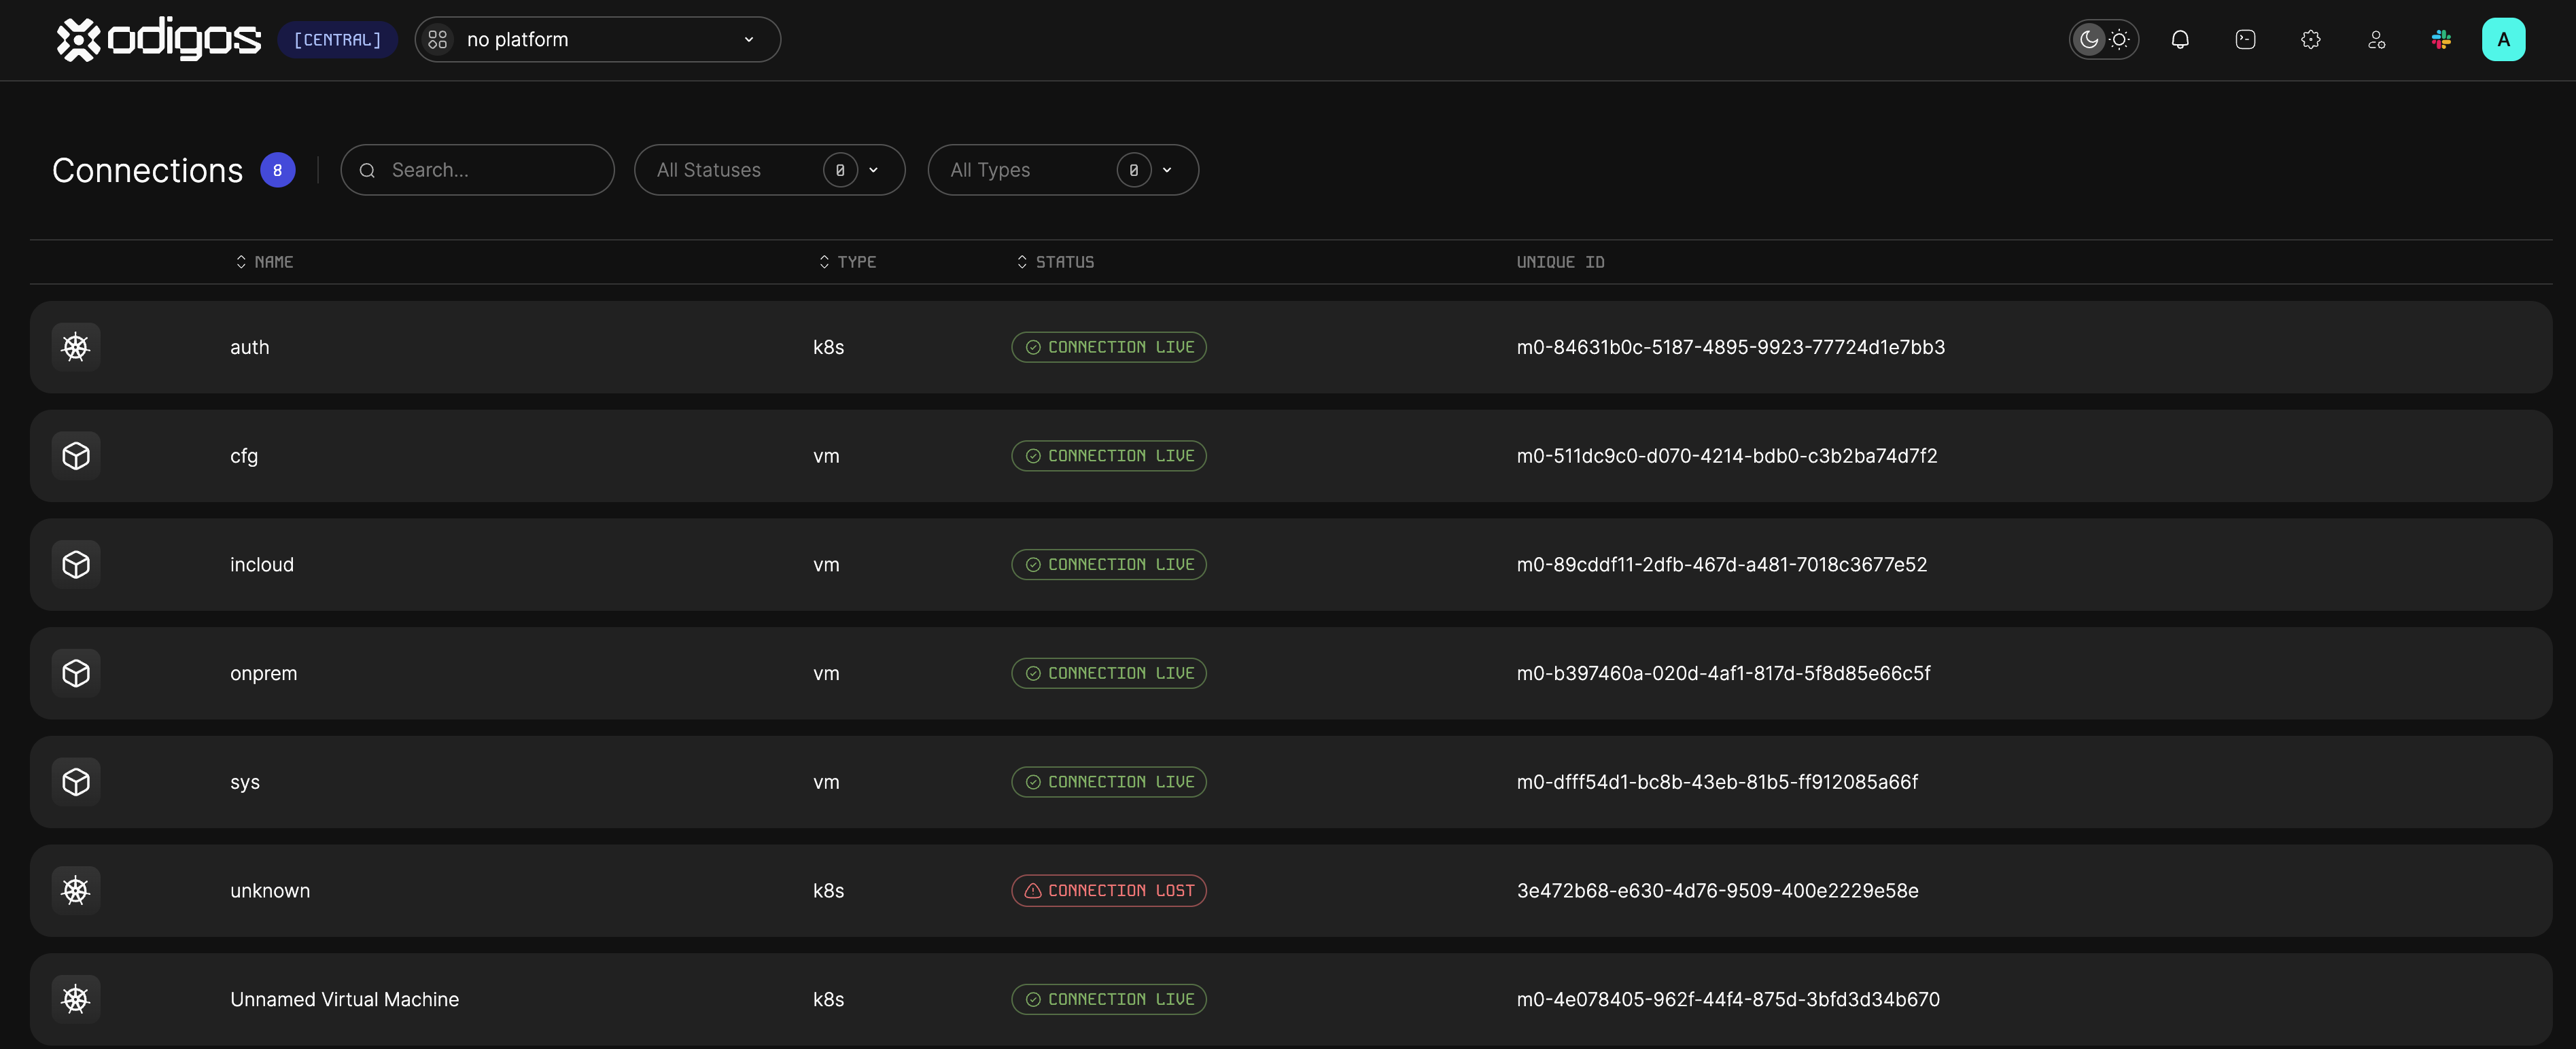 odigos [CENTRAL] no platform A
Connections 8 Search... All Statuses 0 All Types 0
NAME TYPE STATUS UNIQUE ID
auth k8s CONNECTION LIVE m0-84631b0c-5187-4895-9923-77724d1e7bb3
cfg vm CONNECTION LIVE m0-511dc9c0-d070-4214-bdb0-c3b2ba74d7f2
incloud vm CONNECTION LIVE m0-89cddf11-2dfb-467d-a481-7018c3677e52
onprem vm CONNECTION LIVE m0-b397460a-020d-4af1-817d-5f8d85e66c5f
sys vm CONNECTION LIVE m0-dfff54d1-bc8b-43eb-81b5-ff912085a66f
unknown k8s CONNECTION LOST 3e472b68-e630-4d76-9509-400e2229e58e
Unnamed Virtual Machine k8s CONNECTION LIVE m0-4e078405-962f-44f4-875d-3bfd3d34b670